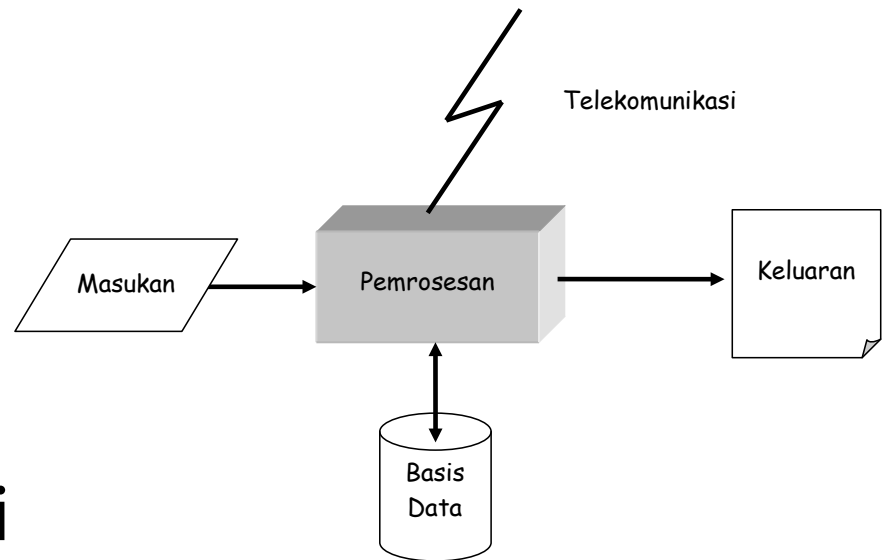 Telekomunikasi
Masukan
Pemrosesan
Keluaran
Basis
Data
i